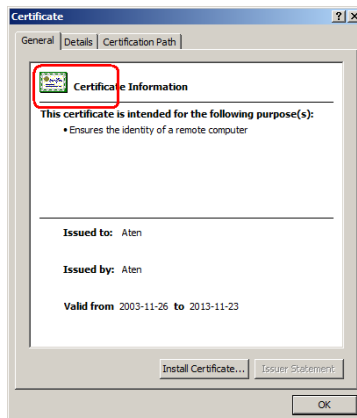 Certificate
General Details Certification Path
Certificate Information
This certificate is intended for the following purpose(s):
• Ensures the identity of a remote computer
Issued to: Aten
Issued by: Aten
Valid from 2003-11-26 to 2013-11-23
Install Certificate... Issuer Statement
OK